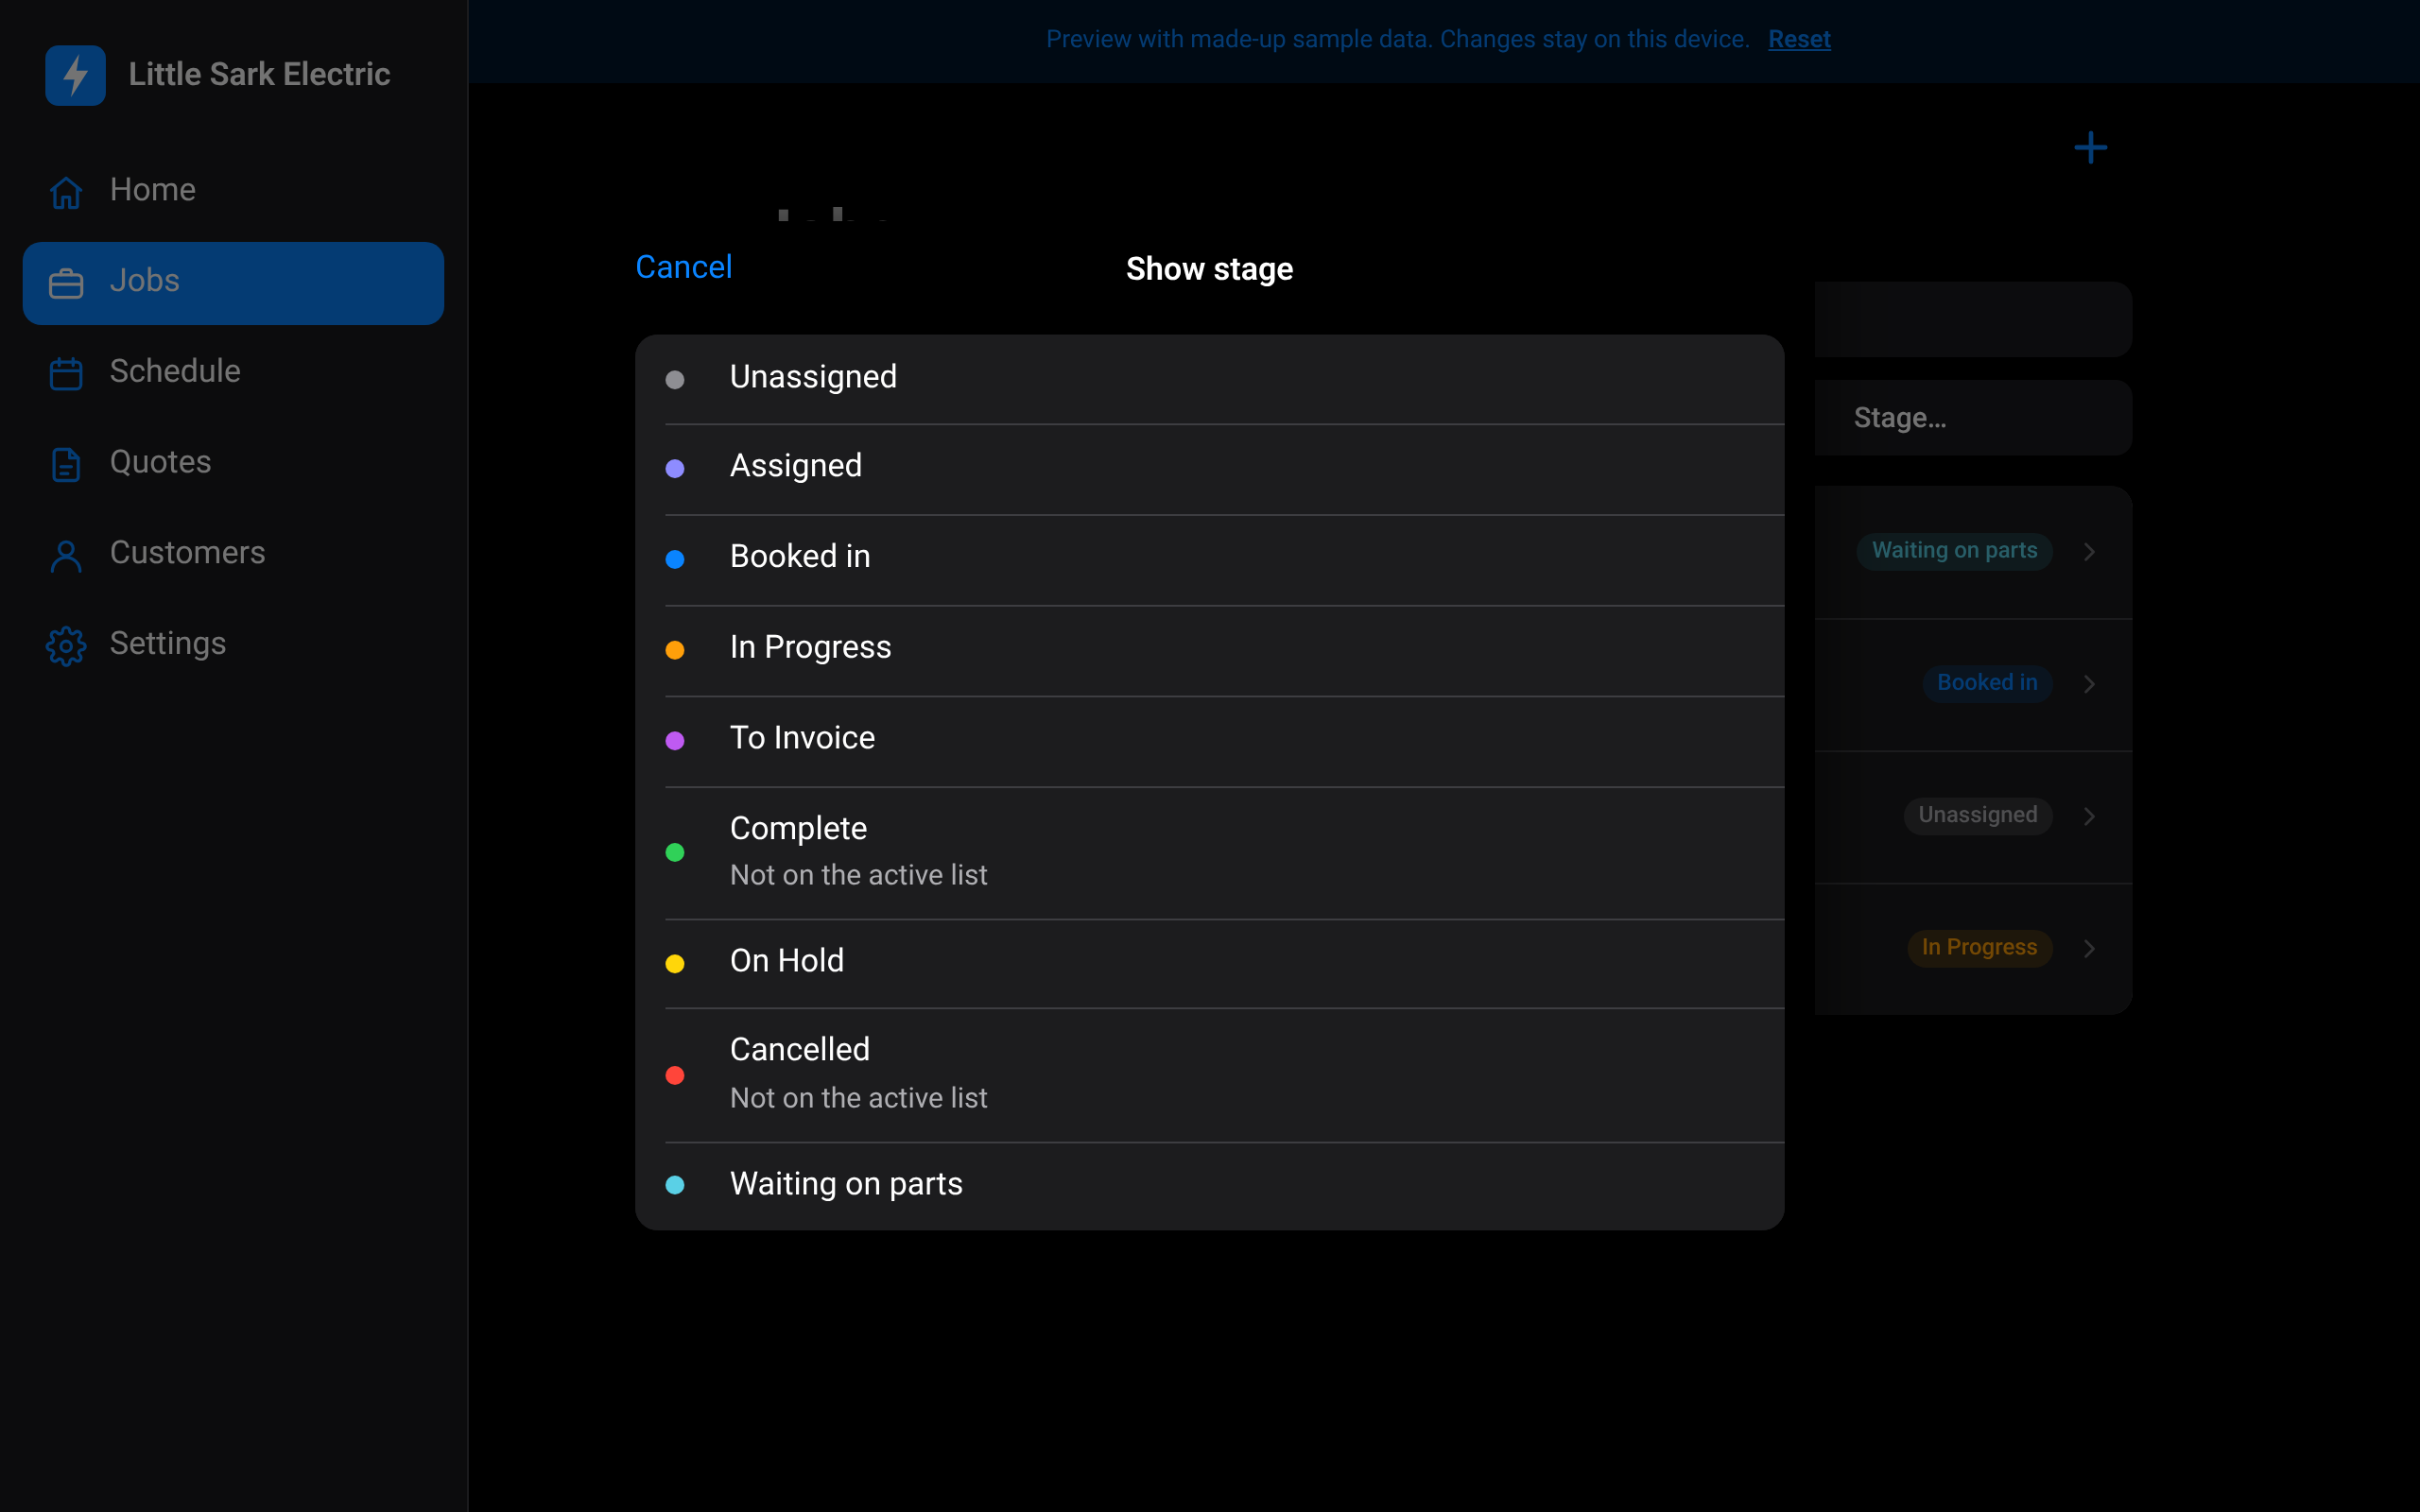 Little Sark Electric
Preview with made-up sample data. Changes stay on this device. Reset
Home
Jobs
Schedule
Quotes
Customers
Settings
Cancel
Show stage
Unassigned
Assigned
Booked in
In Progress
To Invoice
Complete
Not on the active list
On Hold
Cancelled
Not on the active list
Waiting on parts
Stage…
Waiting on parts
Booked in
Unassigned
In Progress